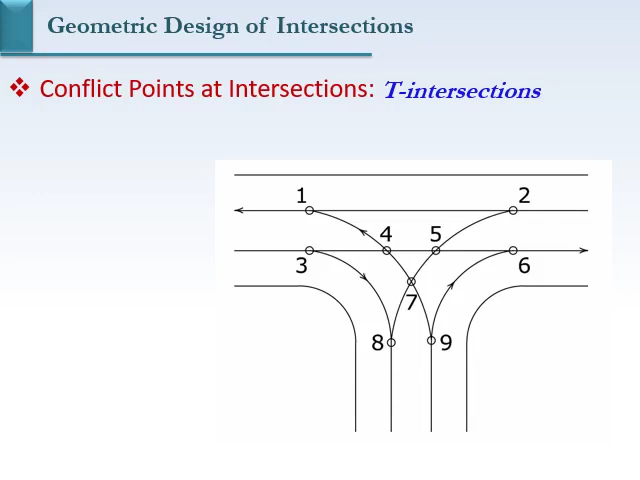 Geometric Design of Intersections
❖ Conflict Points at Intersections: T-intersections
1 2
4 5
3 6
7
8 9